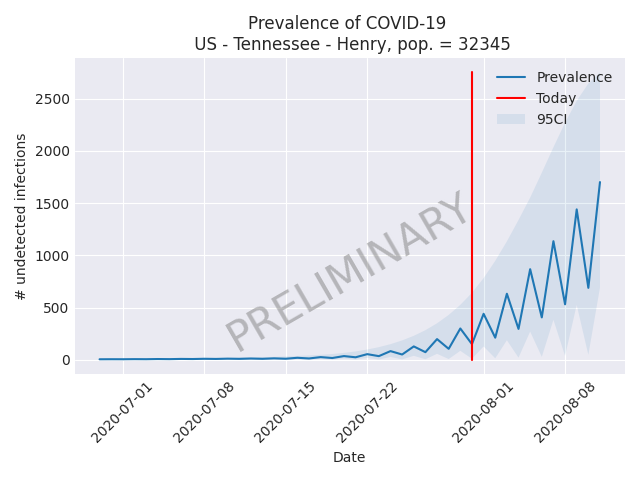 Prevalence of COVID-19
US - Tennessee - Henry, pop. = 32345
Prevalence
Today
95CI
# undetected infections
2500
2000
1500
1000
500
0
PRELIMINARY
2020-07-01
2020-07-08
2020-07-15
2020-07-22
2020-08-01
2020-08-08
Date